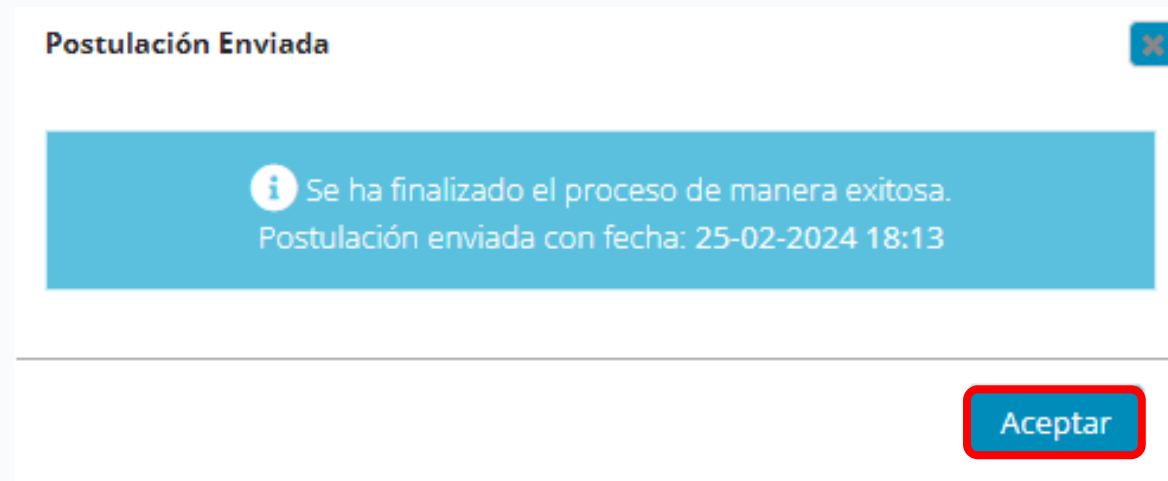 Postulación Enviada
Se ha finalizado el proceso de manera exitosa.
Postulación enviada con fecha: 25-02-2024 18:13
Aceptar